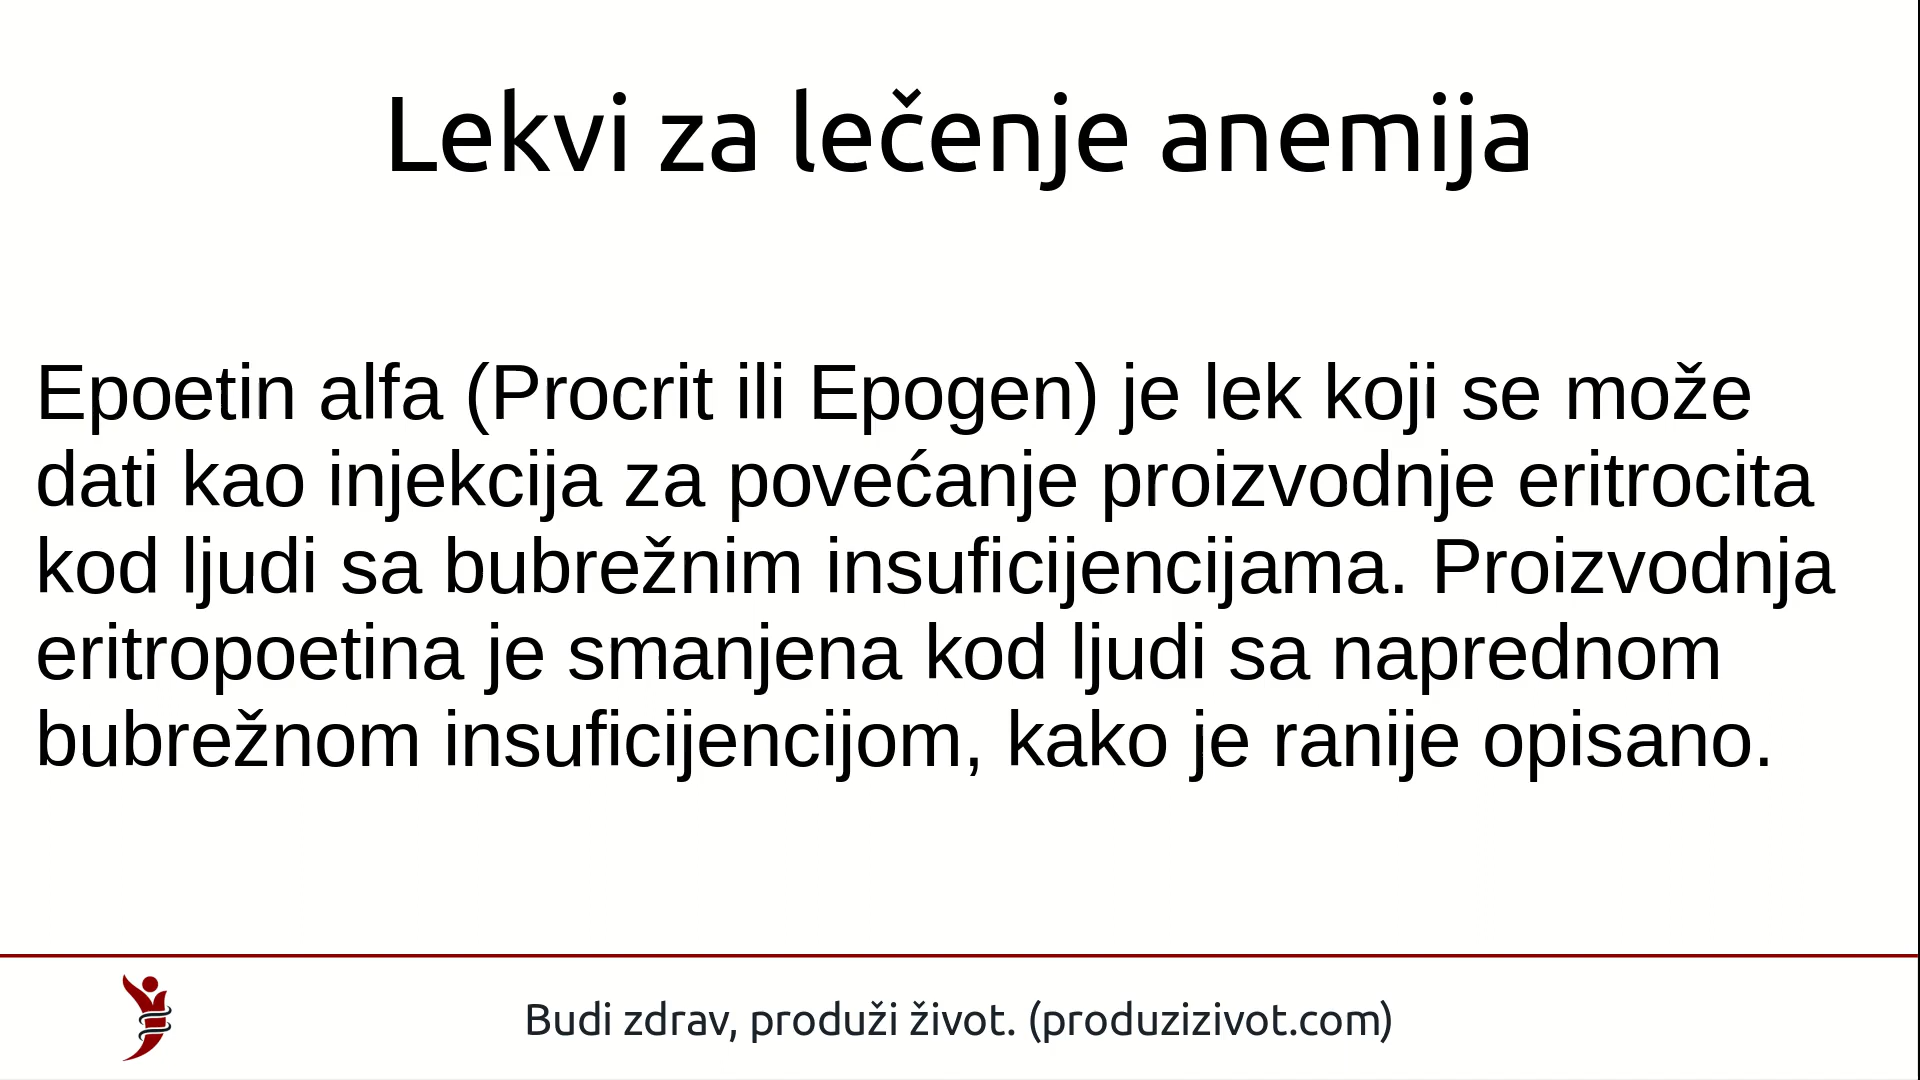 Lekvi za lečenje anemija
Epoetin alfa (Procrit ili Epogen) je lek koji se može
dati kao injekcija za povećanje proizvodnje eritrocita
kod ljudi sa bubrežnim insuficijencijama. Proizvodnja
eritropoetina je smanjena kod ljudi sa naprednom
bubrežnom insuficijencijom, kako je ranije opisano.
Budi zdrav, produži život. (produzizivot.com)